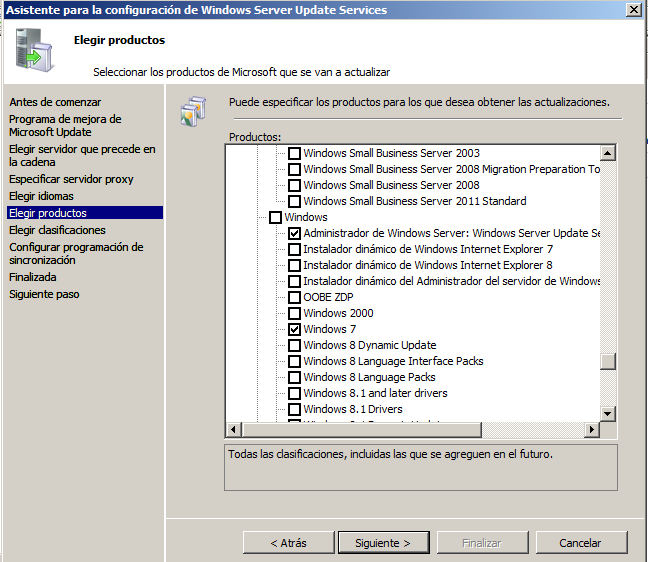 Asistente para la configuración de Windows Server Update Services
Elegir productos
Seleccionar los productos de Microsoft que se van a actualizar
Antes de comenzar
Programa de mejora de
Microsoft Update
Elegir servidor que precede en
la cadena
Especificar servidor proxy
Elegir idiomas
Elegir productos
Elegir clasificaciones
Configurar programación de
sincronización
Finalizada
Siguiente paso
Puede especificar los productos para los que desea obtener las actualizaciones.
Productos:
Windows Small Business Server 2003
Windows Small Business Server 2008 Migration Preparation To
Windows Small Business Server 2008
Windows Small Business Server 2011 Standard
Windows
Administrador de Windows Server: Windows Server Update Se
Instalador dinámico de Windows Internet Explorer 7
Instalador dinámico de Windows Internet Explorer 8
Instalador dinámico del Administrador del servidor de Windows
OOBE ZDP
Windows 2000
Windows 7
Windows 8 Dynamic Update
Windows 8 Language Interface Packs
Windows 8 Language Packs
Windows 8.1 and later drivers
Windows 8.1 Drivers
Todas las clasificaciones, incluidas las que se agreguen en el futuro.
< Atrás
Siguiente >
Finalizar
Cancelar